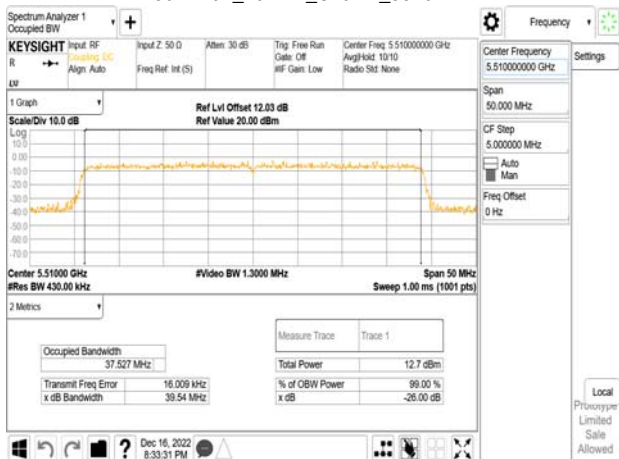 Spectrum Analyzer 1
Occupied BW
Frequency
KEYSIGHT
Input: RF
Coupling: DC
Align: Auto
Input Z: 50 Ω
Freq Ref: Int (S)
Atten: 30 dB
Trig: Free Run
Gate: Off
#IF Gain: Low
Center Freq: 5.510000000 GHz
Avg|Hold: 10/10
Radio Std: None
R
LXI
Center Frequency
5.510000000 GHz
Settings
Span
50.000 MHz
CF Step
5.000000 MHz
Auto
Man
Freq Offset
0 Hz
1 Graph
Scale/Div 10.0 dB
Ref Lvl Offset 12.03 dB
Ref Value 20.00 dBm
Log
10.0
0.00
-10.0
-20.0
-30.0
-40.0
-50.0
-60.0
-70.0
Center 5.51000 GHz
#Res BW 430.00 kHz
#Video BW 1.3000 MHz
Span 50 MHz
Sweep 1.00 ms (1001 pts)
2 Metrics
Measure Trace
Trace 1
Occupied Bandwidth
37.527 MHz
Total Power
12.7 dBm
Transmit Freq Error
16.009 kHz
% of OBW Power
99.00 %
x dB Bandwidth
39.54 MHz
x dB
-26.00 dB
Local
Prototype
Limited
Sale
Allowed
?
Dec 16, 2022
8:33:31 PM